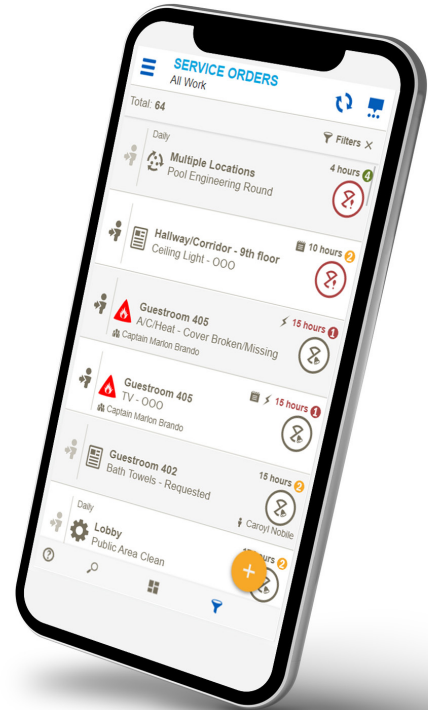 SERVICE ORDERS
All Work
Total: 64
Filters ×
Daily
4 hours 4
Multiple Locations
Pool Engineering Round
10 hours 2
Hallway/Corridor - 9th floor
Ceiling Light - OOO
15 hours 1
Guestroom 405
A/C/Heat - Cover Broken/Missing
Captain Marion Brando
15 hours 1
Guestroom 405
TV - OOO
Captain Marion Brando
15 hours 2
Guestroom 402
Bath Towels - Requested
Caroyl Nobile
Daily
urs 2
Lobby
Public Area Clean
+
?